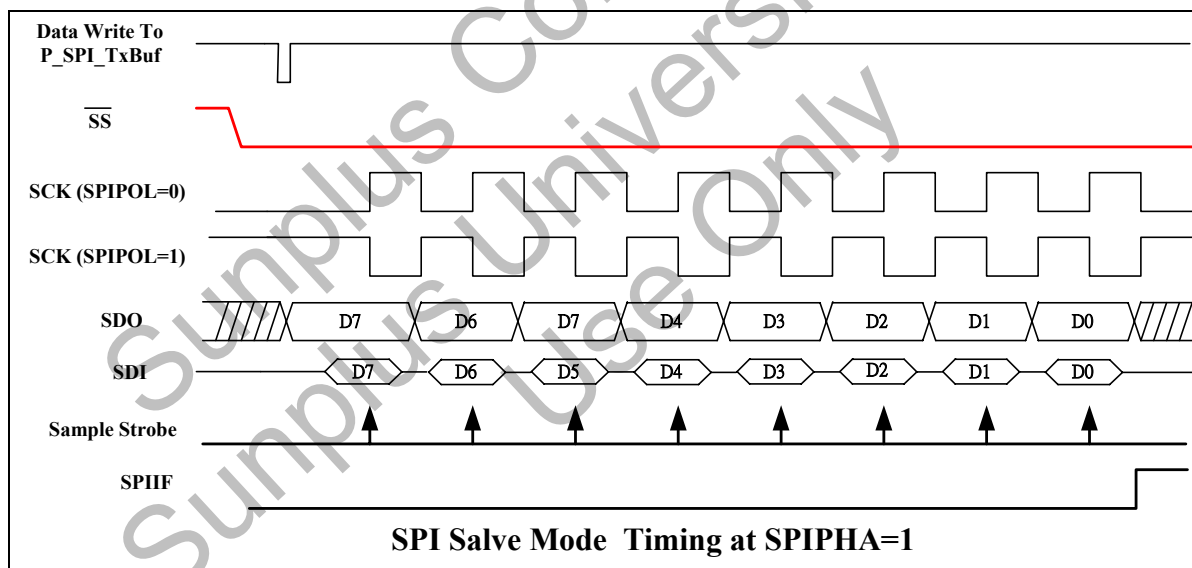 Data Write To
P_SPI_TxBuf
SS
SCK (SPIPOL=0)
SCK (SPIPOL=1)
SDO D7 D6 D7 D4 D3 D2 D1 D0
SDI D7 D6 D5 D4 D3 D2 D1 D0
Sample Strobe
SPIIF
SPI Salve Mode Timing at SPIPHA=1
Sunplus
Sunplus Univers
Use Only